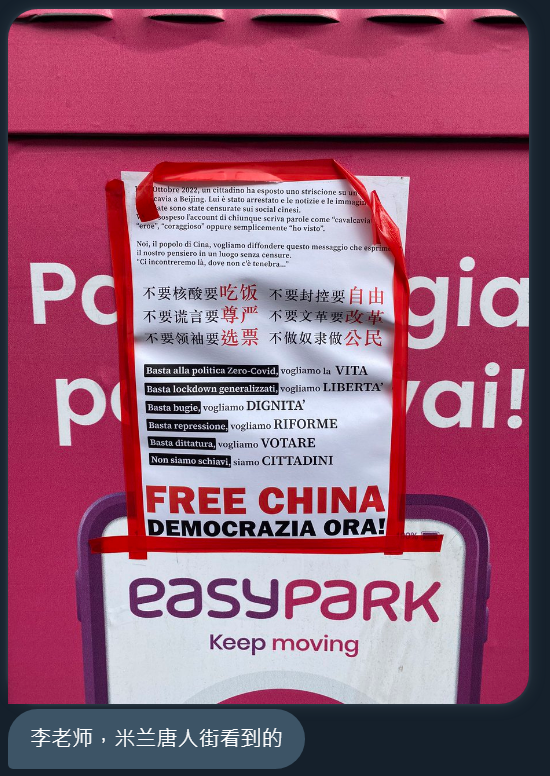 Ottobre 2022, un cittadino ha esposto uno striscione su un
a Beijing. Lui è stato arrestato e le notizie e le
sono state censurate sui social cinesi.
sospeso l'account di chiunque scriva parole come "cavalcavia"
"eroe", "coraggioso" oppure semplicemente "ho visto".
Noi, il popolo di Cina, vogliamo diffondere questo messaggio che esprime
il nostro pensiero in un luogo senza censure.
"Ci incontreremo là, dove non c'è tenebra..."
不要核酸要吃饭 不要封控要自由
不要谎言要尊严 不要文革要改革
不要领袖要选票 不做奴隶做公民
Basta alla politica Zero-Covid, vogliamo la VITA
Basta lockdown generalizzati, vogliamo LIBERTA'
Basta bugie, vogliamo DIGNITA'
Basta repressione, vogliamo RIFORME
Basta dittatura, vogliamo VOTARE
Non siamo schiavi, siamo CITTADINI
FREE CHINA
DEMOCRAZIA ORA!
easypark
Keep moving
李老师，米兰唐人街看到的